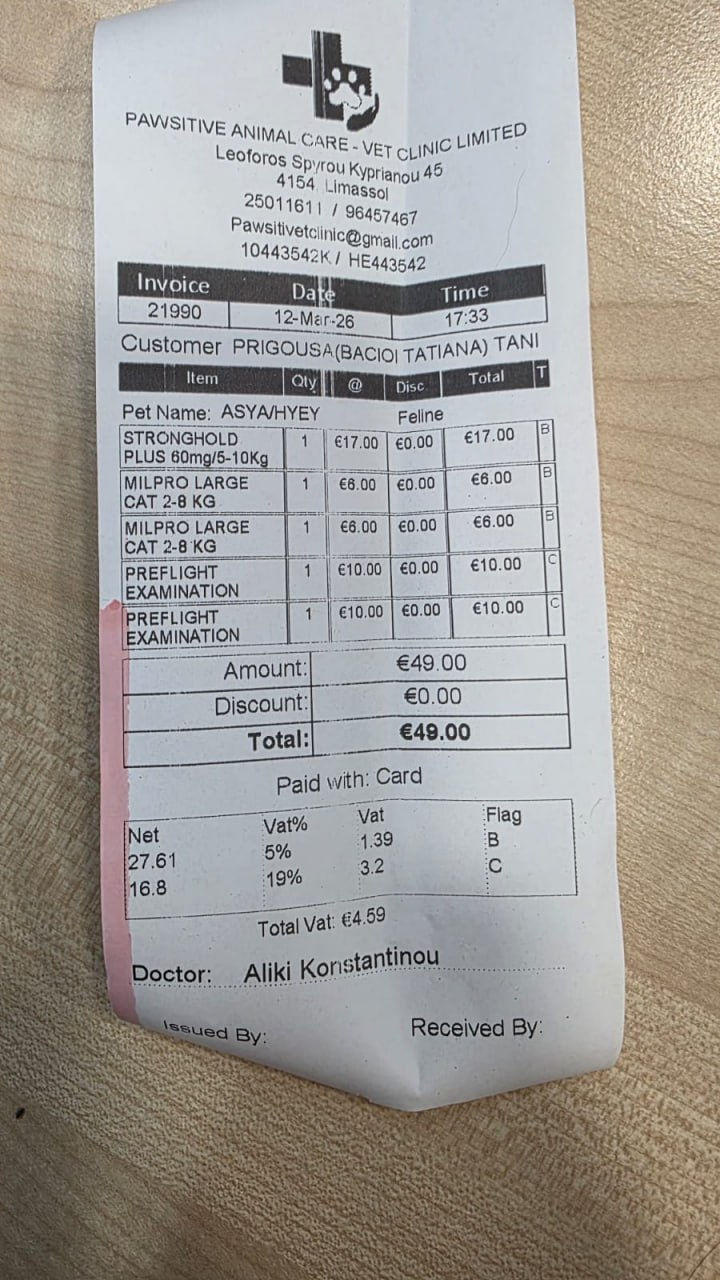 PAWSITIVE ANIMAL CARE - VET CLINIC LIMITED
Leoforos Spyrou Kyprianou 45
4154, Limassol
25011611 / 96457467
Pawsitivetclinic@gmail.com
10443542K / HE443542
Invoice Date Time
21990 12-Mar-26 17:33
Customer PRIGOUSA(BACIOI TATIANA) TANI
Item Qty @ Disc Total T
Pet Name: ASYA/HYEY Feline
STRONGHOLD 1 €17.00 €0.00 €17.00 B
PLUS 60mg/5-10Kg
MILPRO LARGE 1 €6.00 €0.00 €6.00 B
CAT 2-8 KG
MILPRO LARGE 1 €6.00 €0.00 €6.00 B
CAT 2-8 KG
PREFLIGHT 1 €10.00 €0.00 €10.00 C
EXAMINATION
PREFLIGHT 1 €10.00 €0.00 €10.00 C
EXAMINATION
Amount: €49.00
Discount: €0.00
Total: €49.00
Paid with: Card
Net Vat% Vat Flag
27.61 5% 1.39 B
16.8 19% 3.2 C
Total Vat: €4.59
Doctor: Aliki Konstantinou
Issued By: Received By: